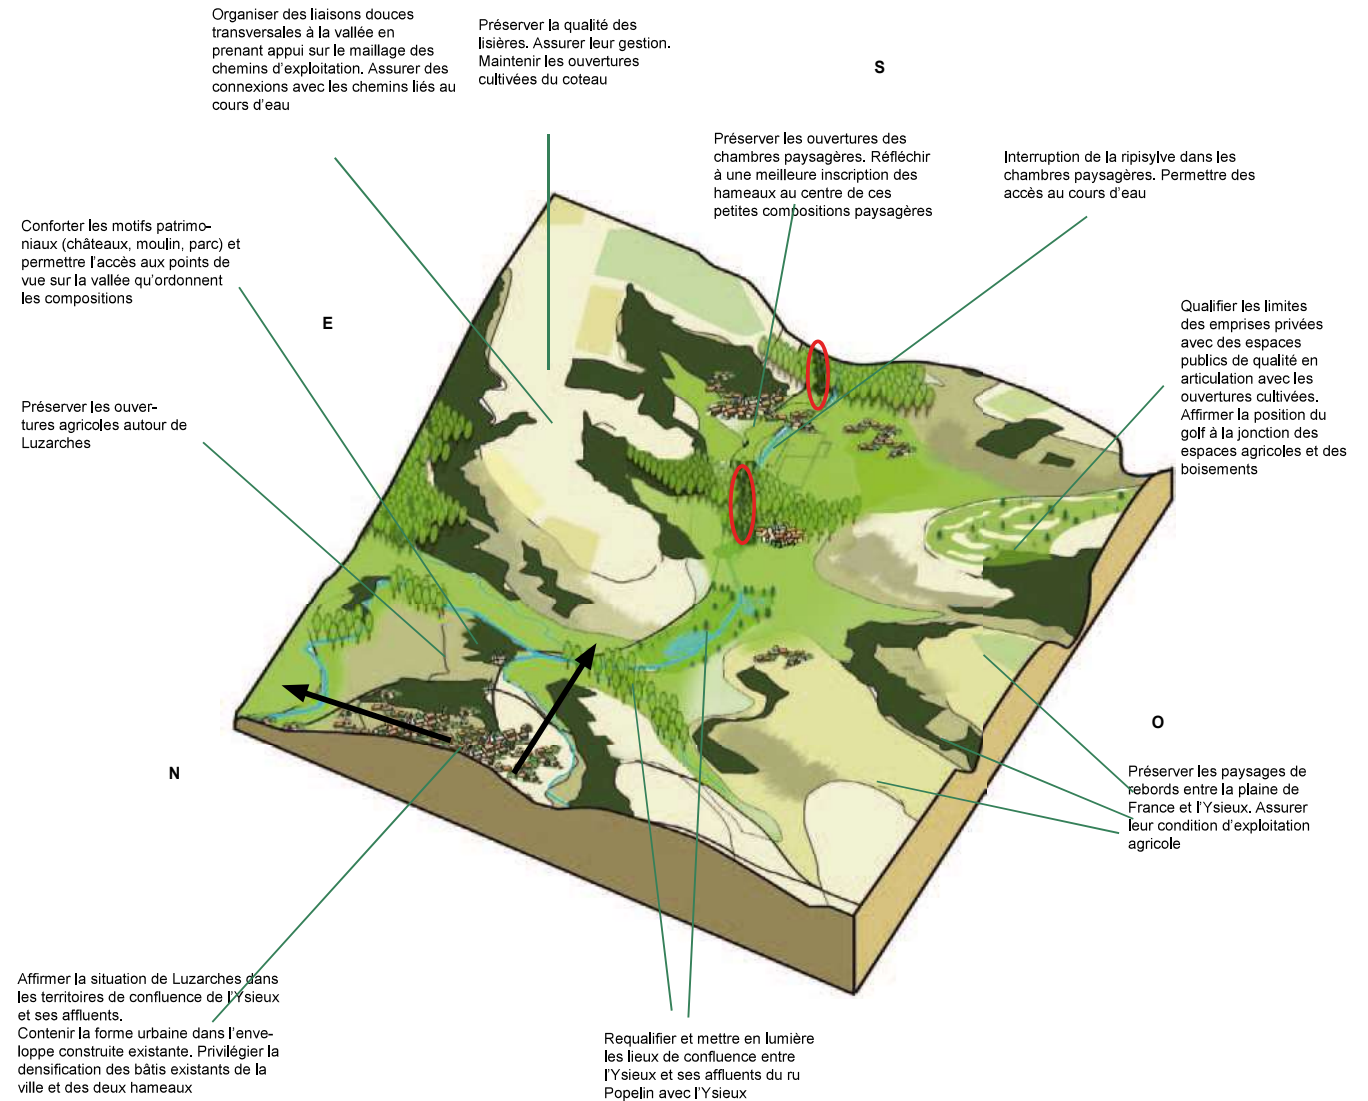 Organiser des liaisons douces
transversales à la vallée en
prenant appui sur le maillage des
chemins d'exploitation. Assurer des
connexions avec les chemins liés au
cours d'eau
Préserver la qualité des
lisières. Assurer leur gestion.
Maintenir les ouvertures
cultivées du coteau
S
Préserver les ouvertures des
chambres paysagères. Réfléchir
à une meilleure inscription des
hameaux au centre de ces
petites compositions paysagères
Interruption de la ripisylve dans les
chambres paysagères. Permettre des
accès au cours d'eau
Conforter les motifs patrimo-
niaux (châteaux, moulin, parc) et
permettre l'accès aux points de
vue sur la vallée qu'ordonnent
les compositions
E
Qualifier les limites
des emprises privées
avec des espaces
publics de qualité en
articulation avec les
ouvertures cultivées.
Affirmer la position du
golf à la jonction des
espaces agricoles et des
boisements
Préserver les ouver-
tures agricoles autour de
Luzarches
O
N
Préserver les paysages de
rebords entre la plaine de
France et l'Ysieux. Assurer
leur condition d'exploitation
agricole
Affirmer la situation de Luzarches dans
les territoires de confluence de l'Ysieux
et ses affluents.
Contenir la forme urbaine dans l'enve-
loppe construite existante. Privilégier la
densification des bâtis existants de la
ville et des deux hameaux
Requalifier et mettre en lumière
les lieux de confluence entre
l'Ysieux et ses affluents du ru
Popelin avec l'Ysieux